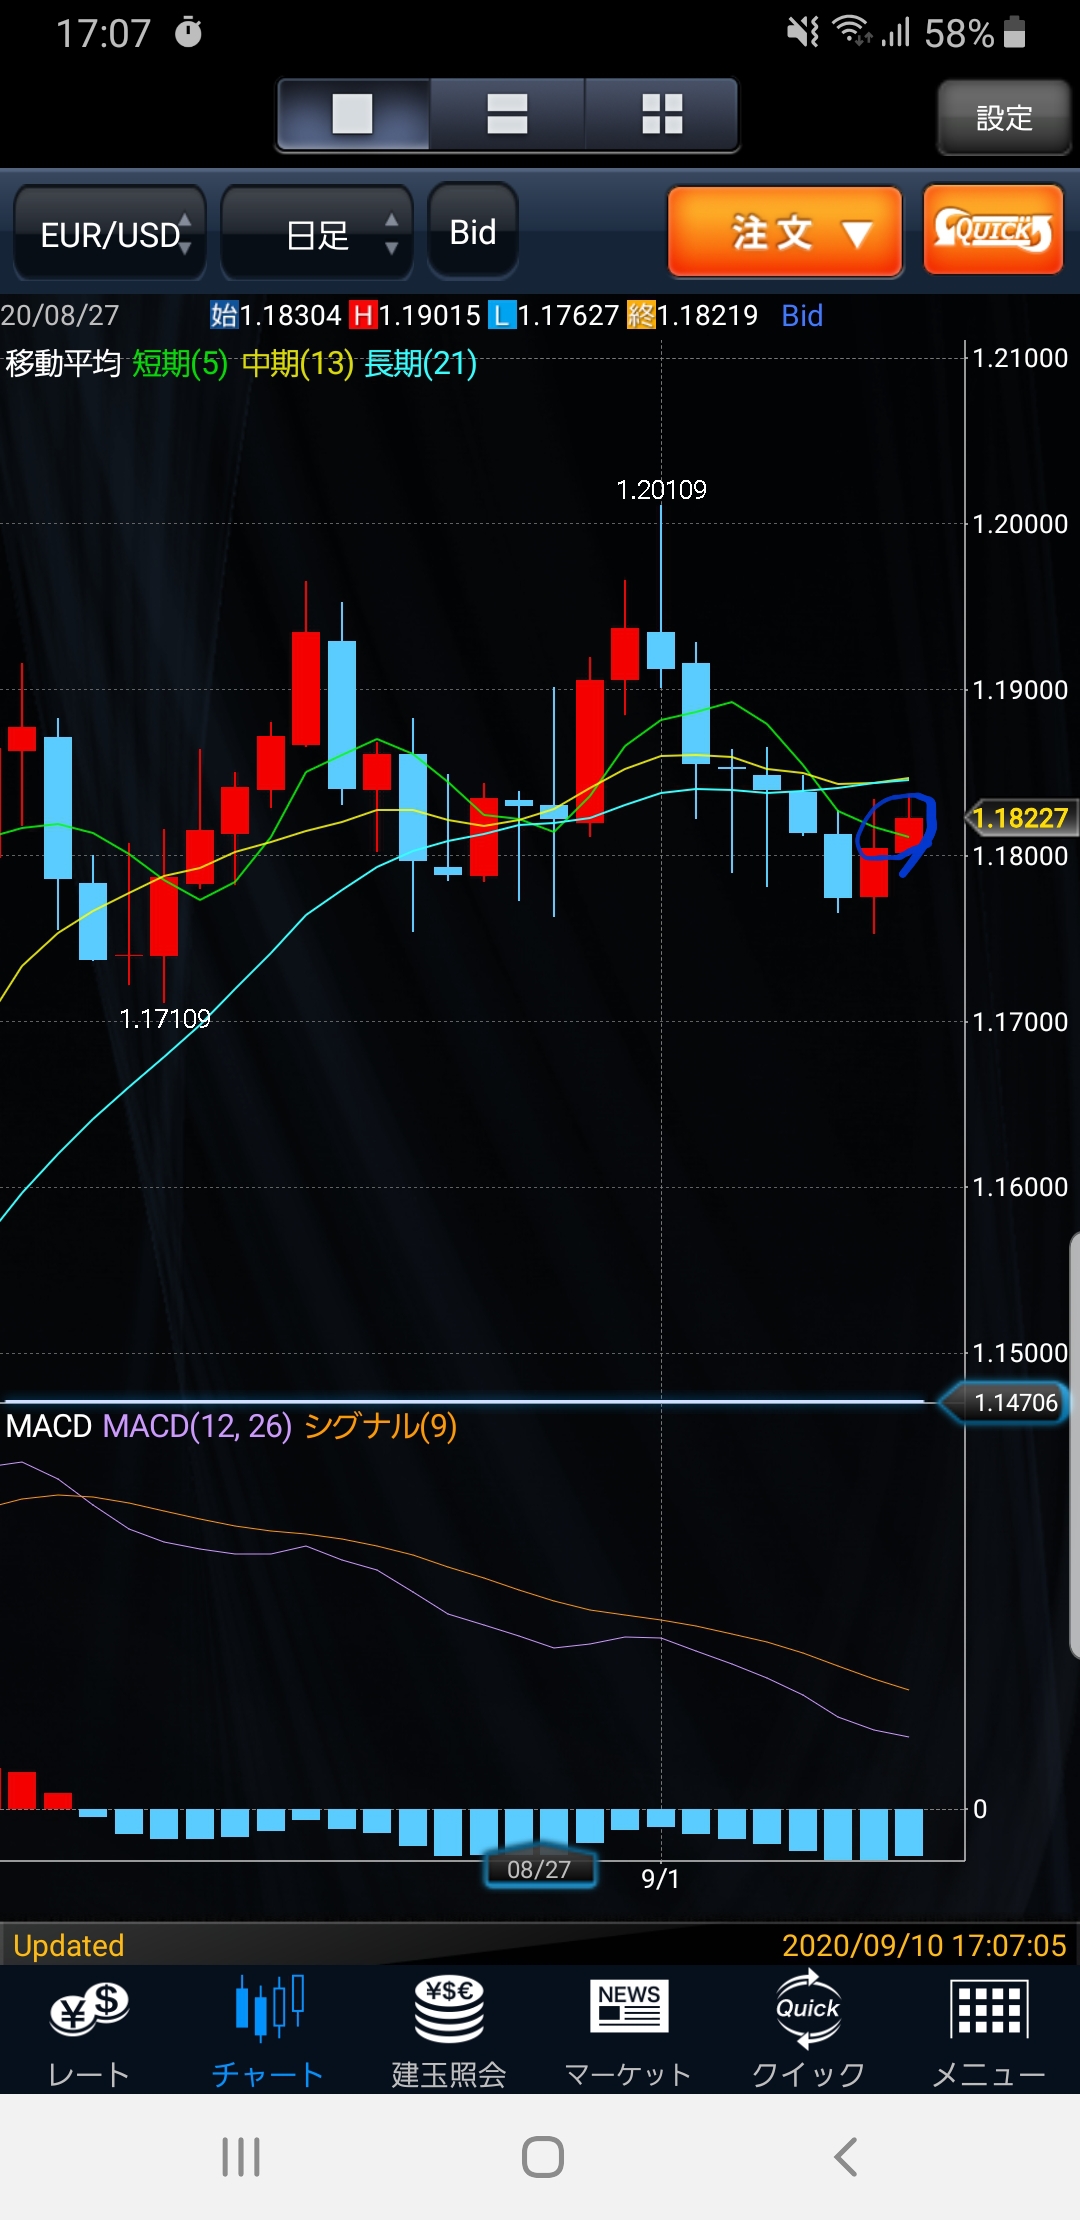 17:07 58%
設定
EUR/USD 日足 Bid 注文 ▼ QUICK
20/08/27 始1.18304 H1.19015 L1.17627 終1.18219 Bid
移動平均 短期(5) 中期(13) 長期(21)
1.21000
1.20109
1.20000
1.19000
1.18227
1.18000
1.17109
1.17000
1.16000
1.15000
1.14706
MACD MACD(12, 26) シグナル(9)
0
08/27 9/1
Updated 2020/09/10 17:07:05
¥$ ¥$€ NEWS Quick
レート チャート 建玉照会 マーケット クイック メニュー